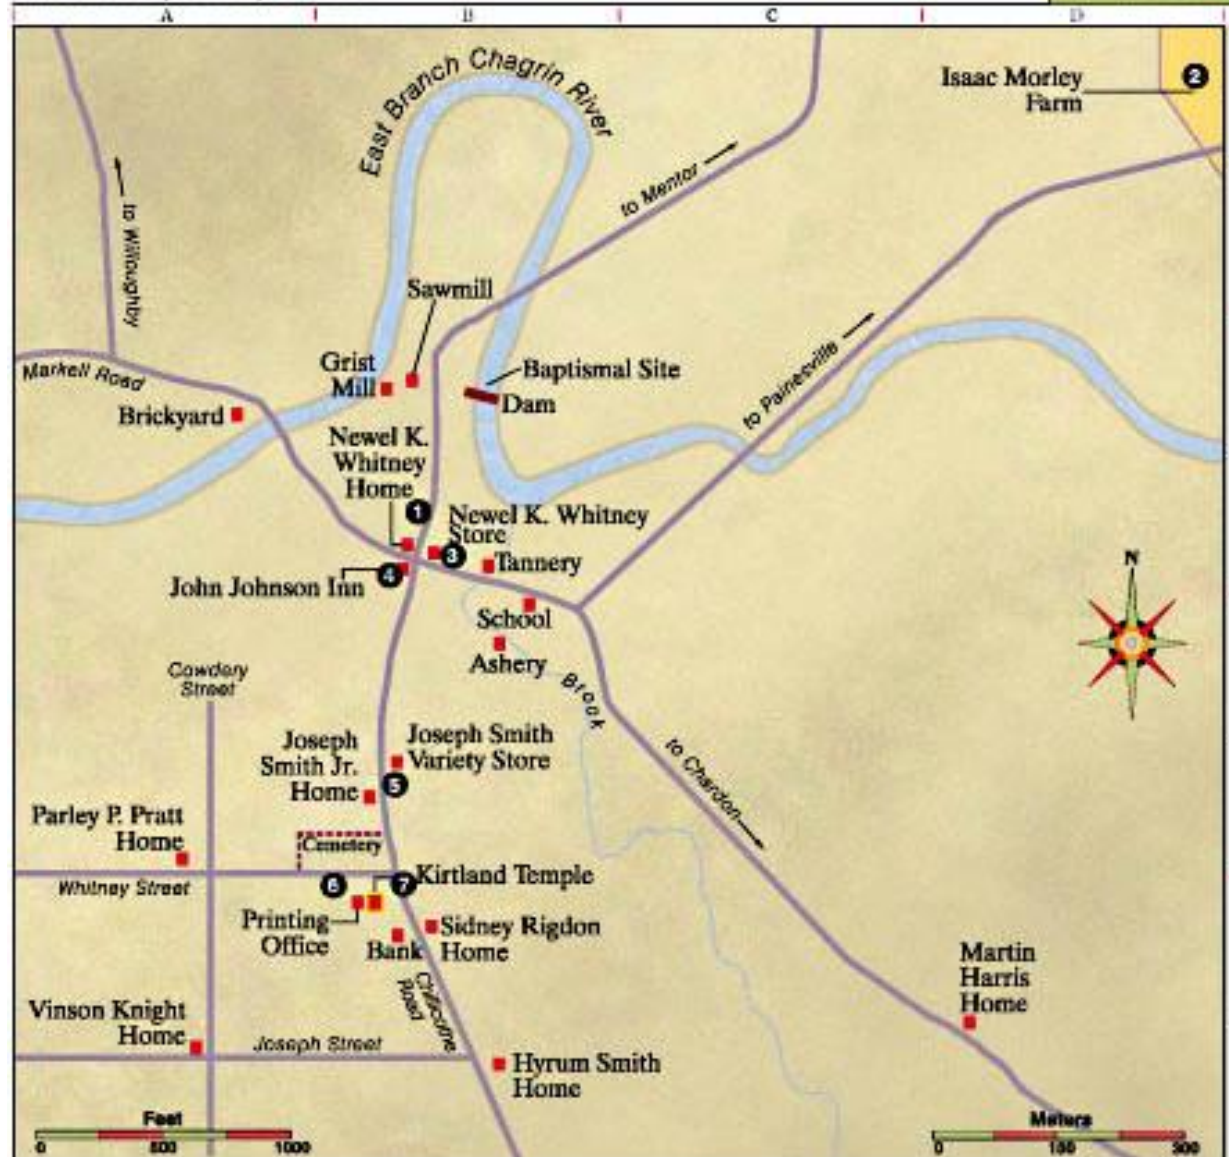 A B C D
East Branch Chagrin River
Isaac Morley
Farm
2
to Mentor
to Willoughby
Sawmill
Markell Road
Grist
Mill
Baptismal Site
Dam
to Painesville
Brickyard
Newel K.
Whitney
Home
1
Newel K. Whitney
Store
3
Tannery
4
John Johnson Inn
School
Ashery
N
Brook
Cowdery
Street
Joseph
Smith Jr.
Home
Joseph Smith
Variety Store
5
to Chardon
Parley P. Pratt
Home
Cemetery
Whitney Street
6
7
Kirtland Temple
Printing
Office
Bank
Sidney Rigdon
Home
Chillicothe
Road
Martin
Harris
Home
Vinson Knight
Home
Joseph Street
Hyrum Smith
Home
Feet
0 500 1000
Meters
0 150 300